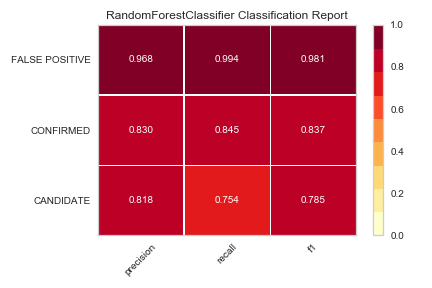 RandomForestClassifier Classification Report
FALSE POSITIVE 0.968 0.994 0.981
CONFIRMED 0.830 0.845 0.837
CANDIDATE 0.818 0.754 0.785
precision recall f1
1.0
0.8
0.6
0.4
0.2
0.0